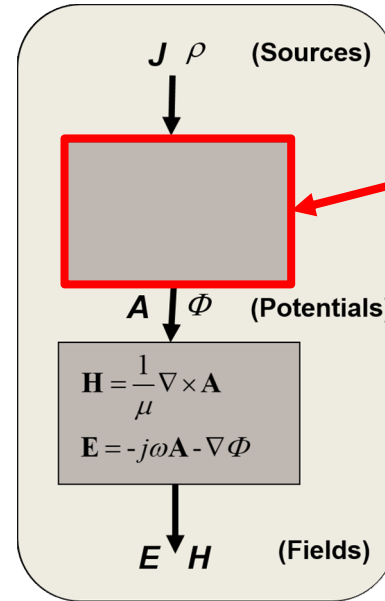 J ρ (Sources)
A Φ (Potentials)
H = 1/μ ∇ × A
E = -jωA - ∇Φ
E H (Fields)